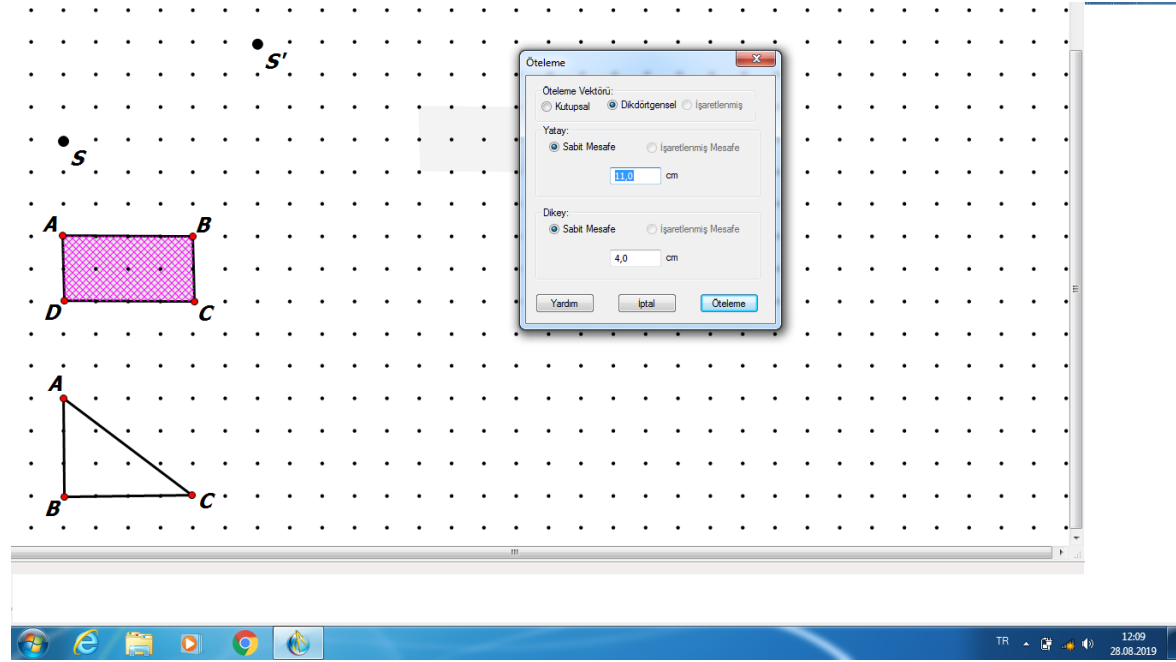 S'
Öteleme
Öteleme Vektörü:
Kutupsal Dikdörtgensel İşaretlenmiş
Yatay:
Sabit Mesafe İşaretlenmiş Mesafe
11,0 cm
Dikey:
Sabit Mesafe İşaretlenmiş Mesafe
4,0 cm
Yardım İptal Öteleme
S
A B
D C
A
B C
TR 12:09
28.08.2019